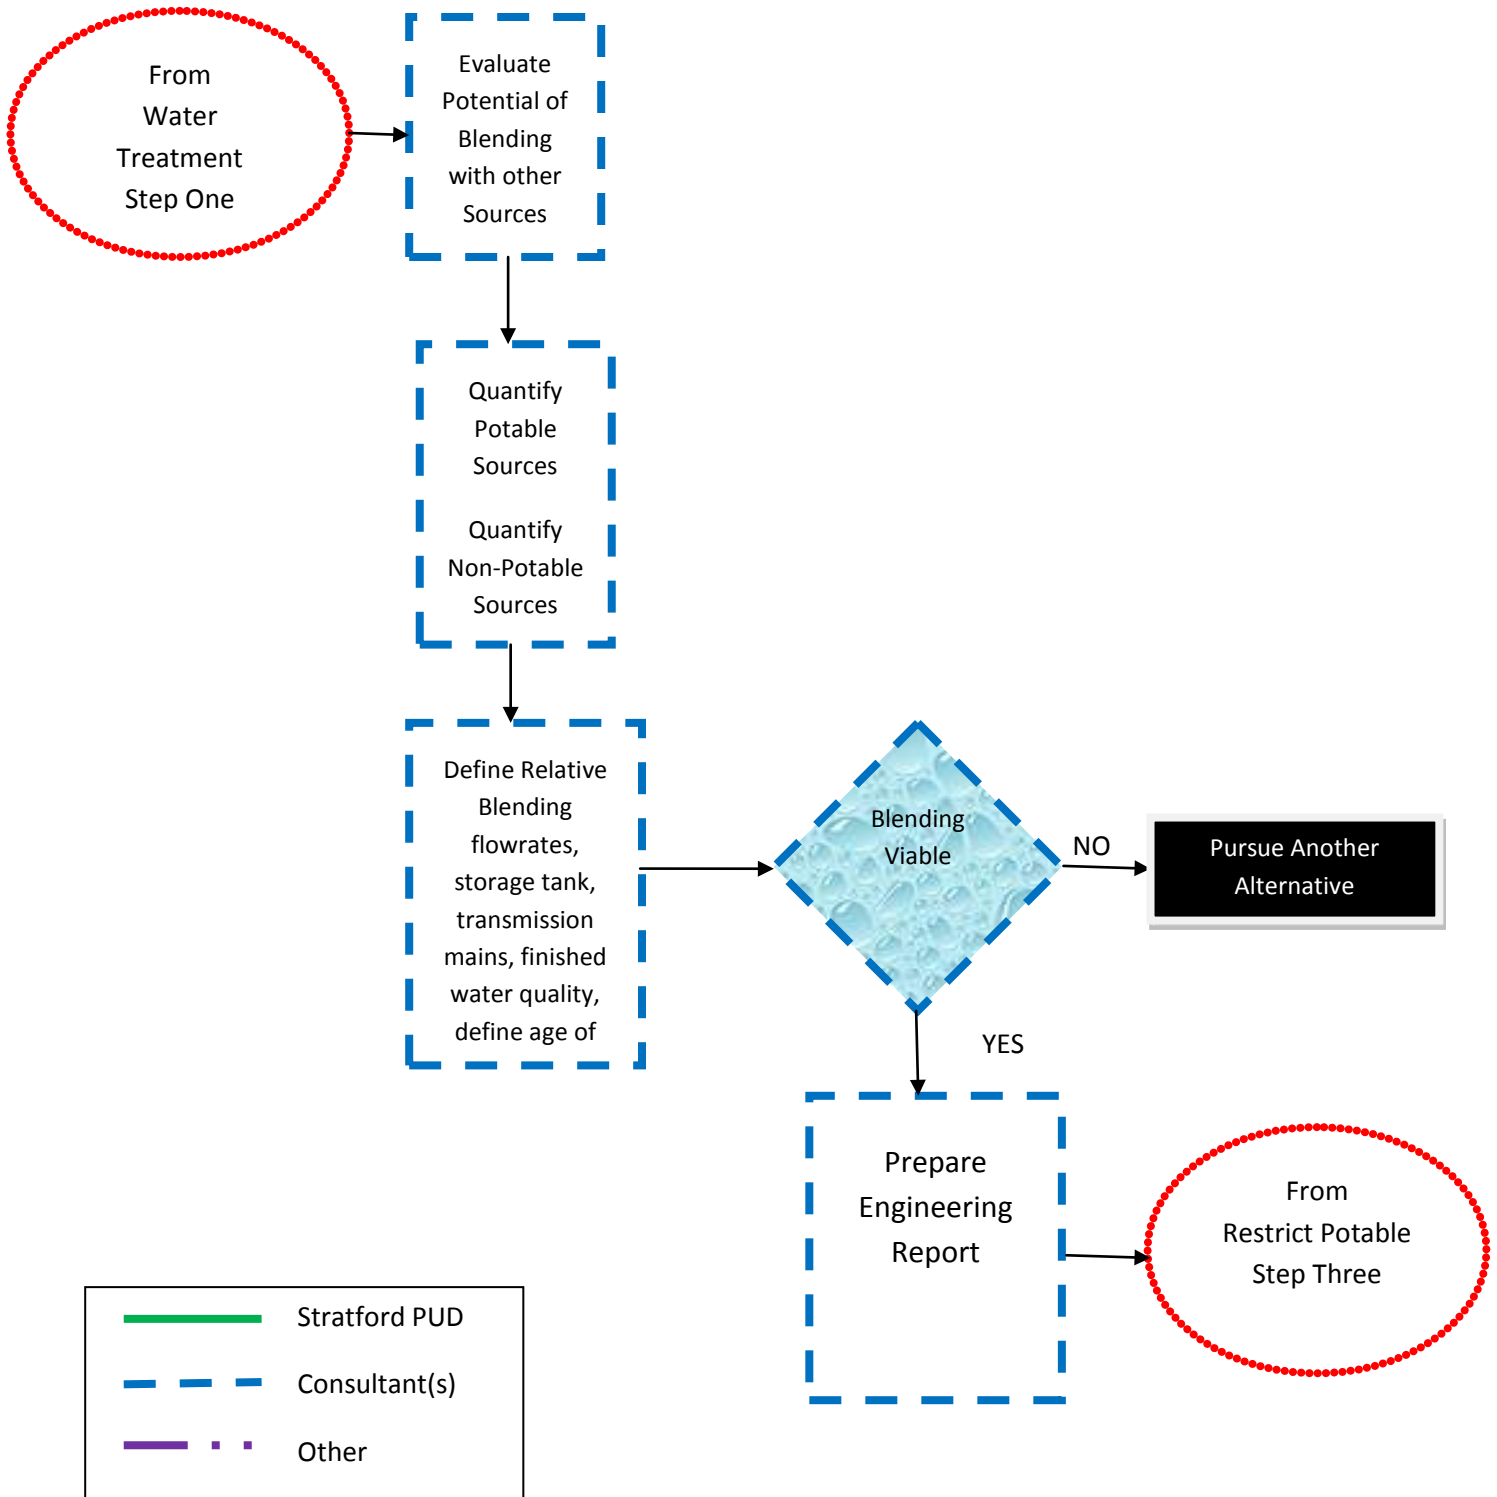 From
Water
Treatment
Step One
Evaluate
Potential of
Blending
with other
Sources
Quantify
Potable
Sources
Quantify
Non-Potable
Sources
Define Relative
Blending
flowrates,
storage tank,
transmission
mains, finished
water quality,
define age of
Blending
Viable
NO
Pursue Another
Alternative
YES
Prepare
Engineering
Report
From
Restrict Potable
Step Three
Stratford PUD
Consultant(s)
Other